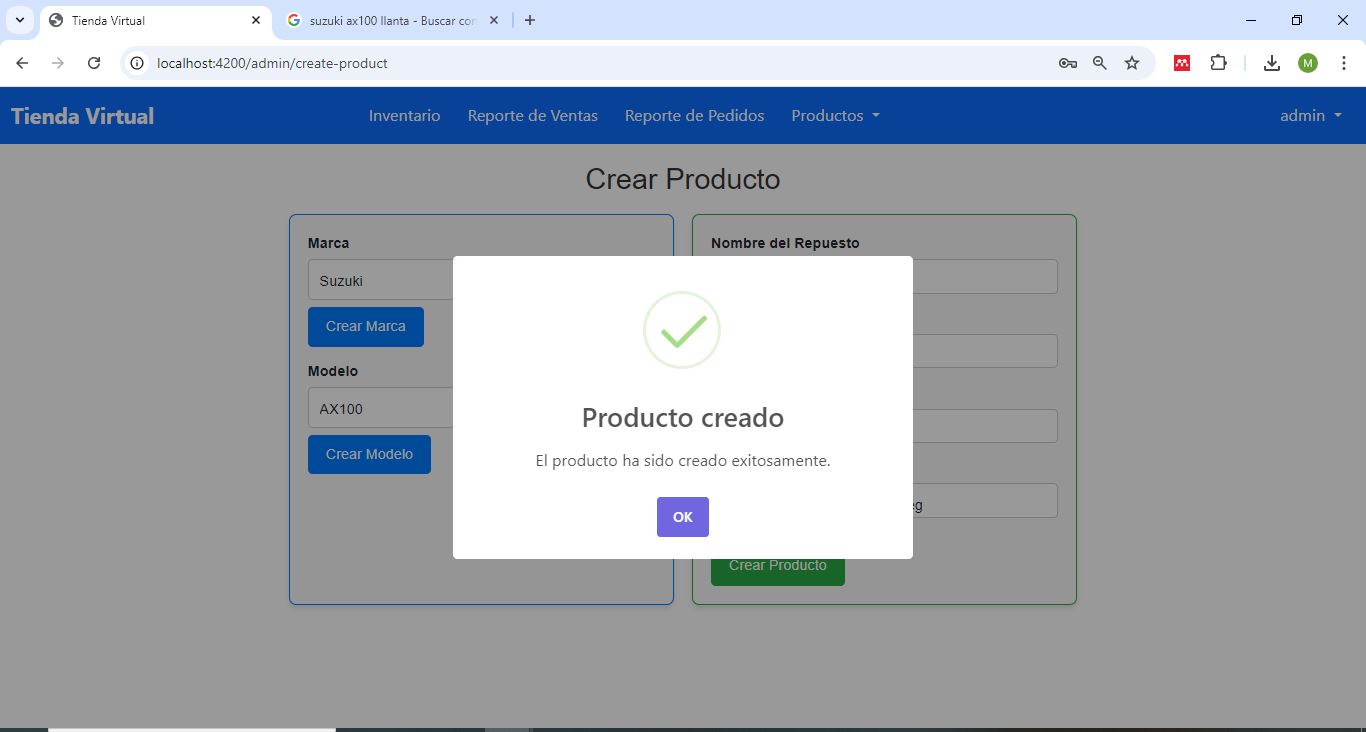 Tienda Virtual
suzuki ax100 llanta - Buscar con
localhost:4200/admin/create-product
M
Tienda Virtual
Inventario
Reporte de Ventas
Reporte de Pedidos
Productos
admin
Crear Producto
Marca
Suzuki
Crear Marca
Modelo
AX100
Crear Modelo
Nombre del Repuesto
eg
Crear Producto
Producto creado
El producto ha sido creado exitosamente.
OK